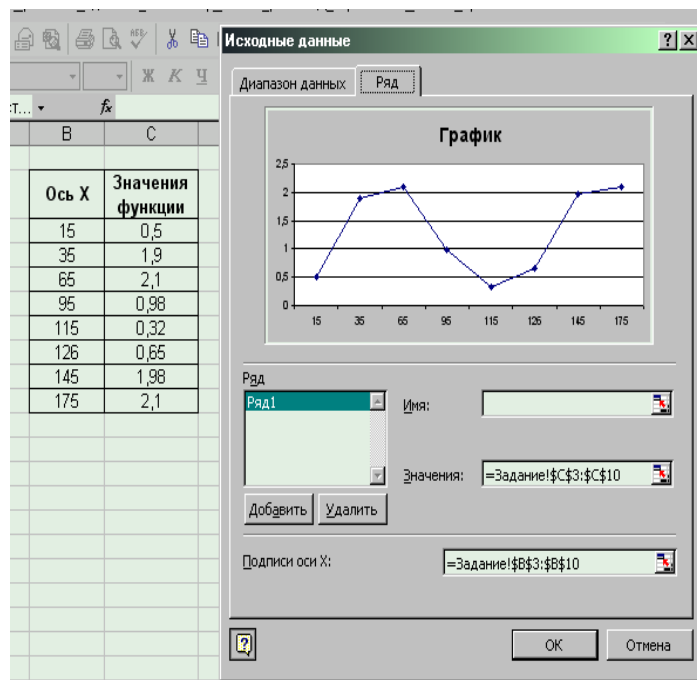 Исходные данные
Ж К Ч
Диапазон данных Ряд
fx
B C
График
Ось X Значения функции
15 0,5
35 1,9
65 2,1
95 0,98
115 0,32
126 0,65
145 1,98
175 2,1
2,5
2
1,5
1
0,5
0
15 35 65 95 115 126 145 175
Ряд
Ряд1
Имя:
Значения: =Задание!$C$3:$C$10
Добавить Удалить
Подписи оси X: =Задание!$B$3:$B$10
ОК Отмена